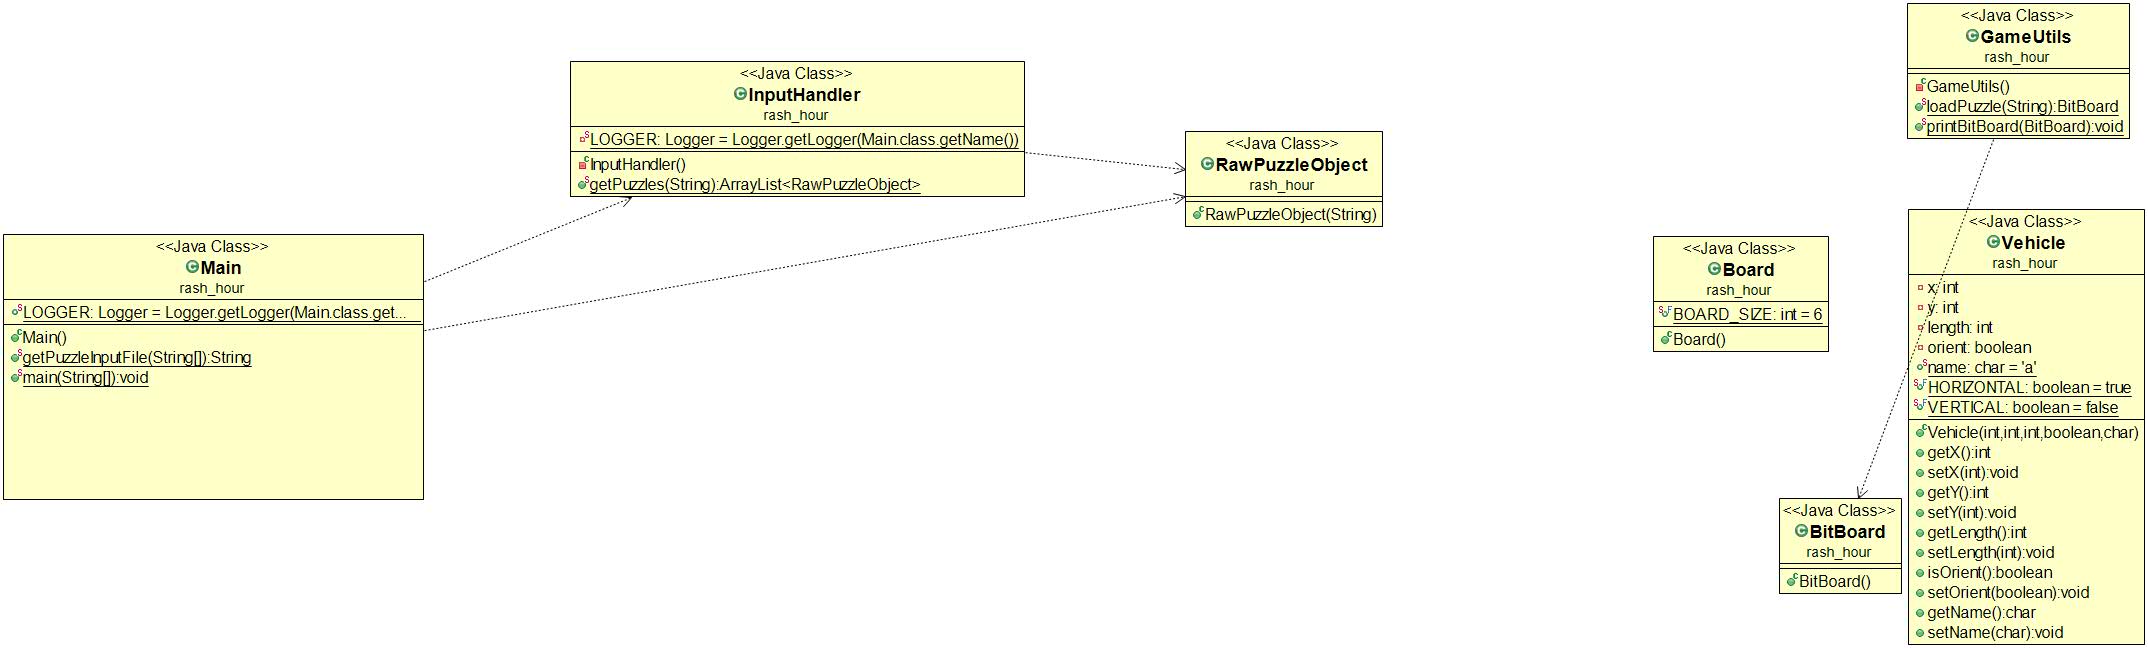 <<Java Class>>
Main
rash_hour
LOGGER: Logger = Logger.getLogger(Main.class.get...
Main()
getPuzzleInputFile(String[]):String
main(String[]):void
<<Java Class>>
InputHandler
rash_hour
LOGGER: Logger = Logger.getLogger(Main.class.getName())
InputHandler()
getPuzzles(String):ArrayList<RawPuzzleObject>
<<Java Class>>
RawPuzzleObject
rash_hour
RawPuzzleObject(String)
<<Java Class>>
Board
rash_hour
BOARD_SIZE: int = 6
Board()
<<Java Class>>
GameUtils
rash_hour
GameUtils()
loadPuzzle(String):BitBoard
printBitBoard(BitBoard):void
<<Java Class>>
BitBoard
rash_hour
BitBoard()
<<Java Class>>
Vehicle
rash_hour
x: int
y: int
length: int
orient: boolean
name: char = 'a'
HORIZONTAL: boolean = true
VERTICAL: boolean = false
Vehicle(int,int,int,boolean,char)
getX():int
setX(int):void
getY():int
setY(int):void
getLength():int
setLength(int):void
isOrient():boolean
setOrient(boolean):void
getName():char
setName(char):void